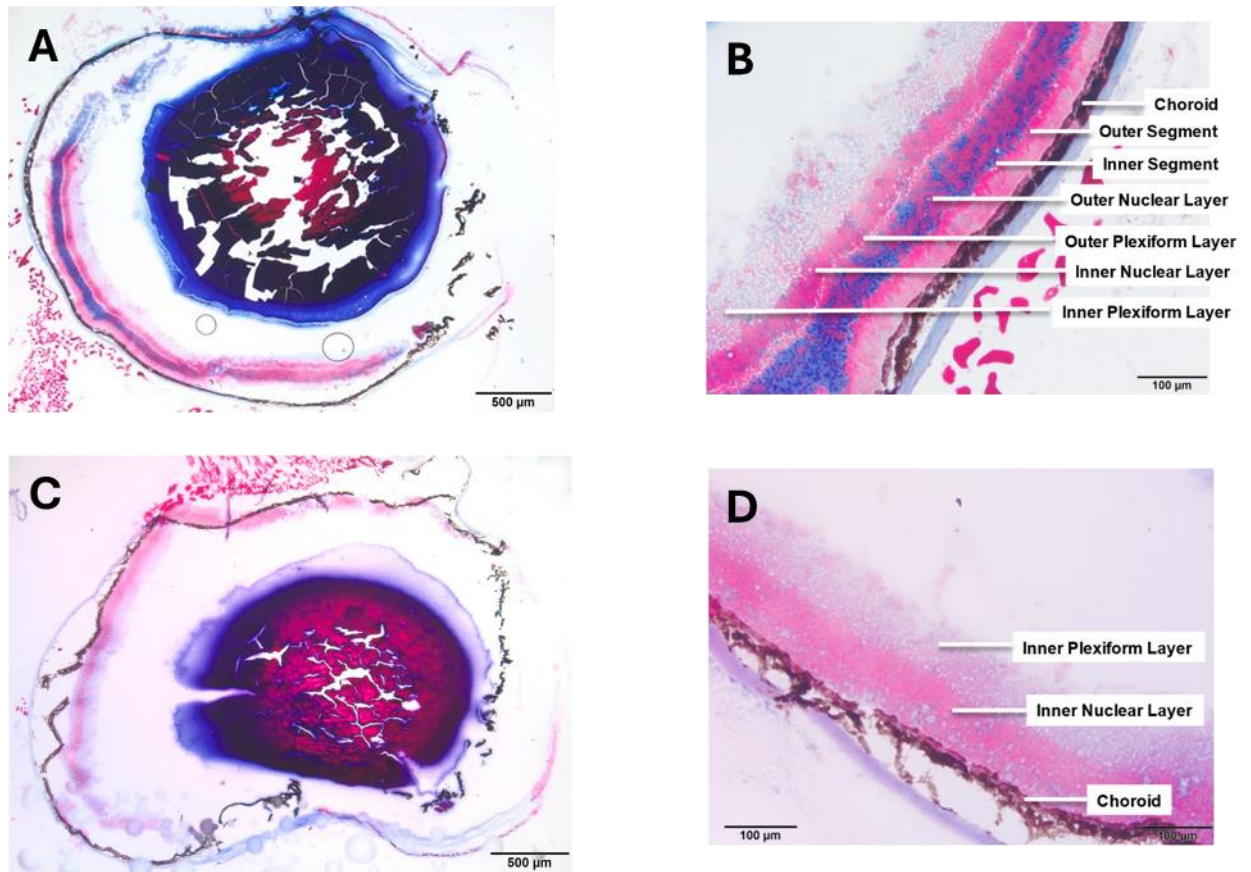 A
500 µm
B
Choroid
Outer Segment
Inner Segment
Outer Nuclear Layer
Outer Plexiform Layer
Inner Nuclear Layer
Inner Plexiform Layer
100 µm
C
500 µm
D
Inner Plexiform Layer
Inner Nuclear Layer
Choroid
100 µm
100 µm